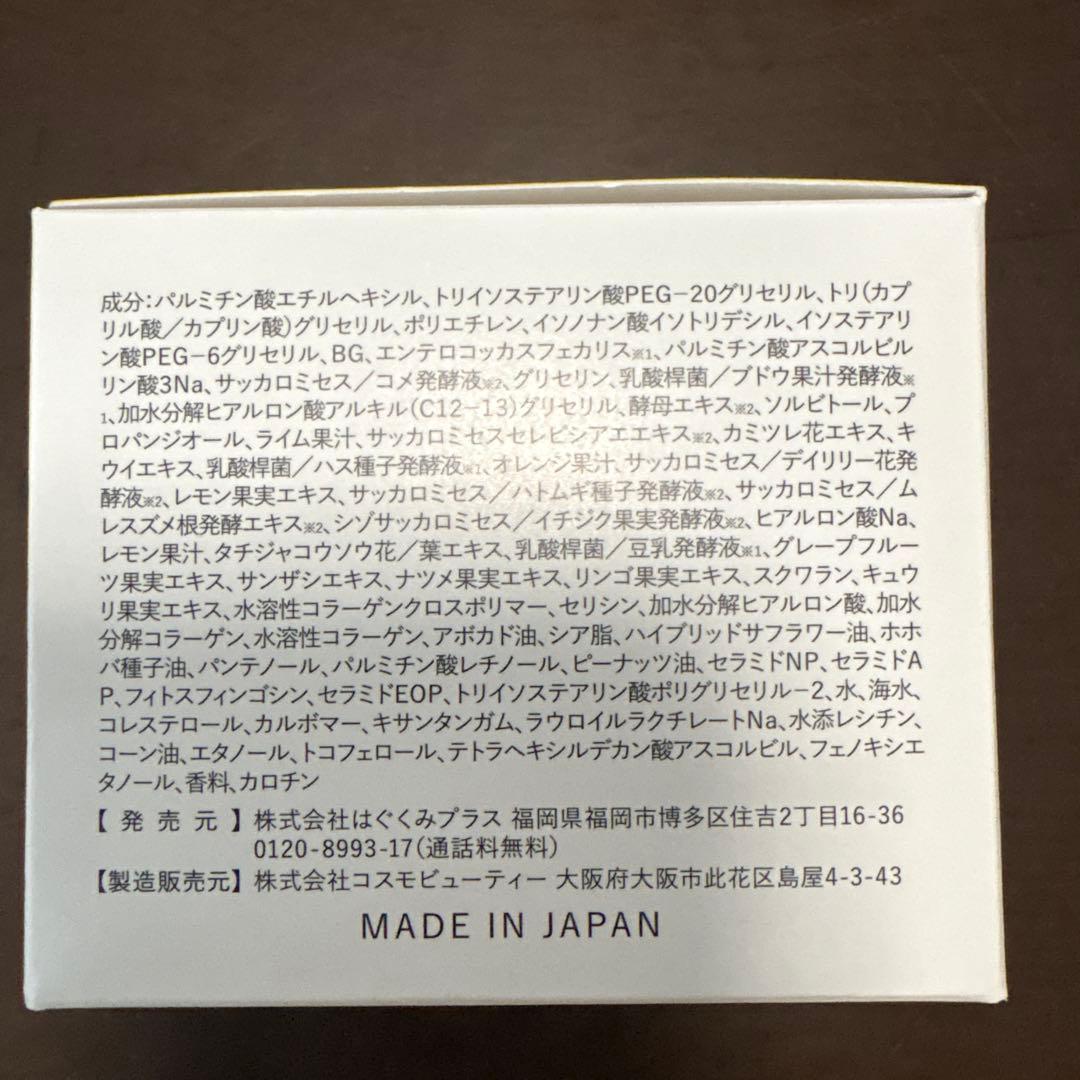 成分：パルミチン酸エチルヘキシル、トリイソステアリン酸PEG−20グリセリル、トリ(カプ
リル酸／カプリン酸)グリセリル、ポリエチレン、イソノナン酸イソトリデシル、イソステアリ
ン酸PEG−6グリセリル、BG、エンテロコッカスフェカリス※1、パルミチン酸アスコルビル
リン酸3Na、サッカロミセス／コメ発酵液※2、グリセリン、乳酸桿菌／ブドウ果汁発酵液※
1、加水分解ヒアルロン酸アルキル(C12−13)グリセリル、酵母エキス※2、ソルビトール、プ
ロパンジオール、ライム果汁、サッカロミセスセレビシアエエキス※2、カミツレ花エキス、キ
ウイエキス、乳酸桿菌／ハス種子発酵液※1、オレンジ果汁、サッカロミセス／デイリリー花発
酵液※2、レモン果実エキス、サッカロミセス／ハトムギ種子発酵液※2、サッカロミセス／ム
レスズメ根発酵エキス※2、シゾサッカロミセス／イチジク果実発酵液※2、ヒアルロン酸Na、
レモン果汁、タチジャコウソウ花／葉エキス、乳酸桿菌／豆乳発酵液※1、グレープフルー
ツ果実エキス、サンザシエキス、ナツメ果実エキス、リンゴ果実エキス、スクワラン、キュウ
リ果実エキス、水溶性コラーゲンクロスポリマー、セリシン、加水分解ヒアルロン酸、加水
分解コラーゲン、水溶性コラーゲン、アボカド油、シア脂、ハイブリッドサフラワー油、ホホ
バ種子油、パンテノール、パルミチン酸レチノール、ピーナッツ油、セラミドNP、セラミドA
P、フィトスフィンゴシン、セラミドEOP、トリイソステアリン酸ポリグリセリル−2、水、海水、
コレステロール、カルボマー、キサンタンガム、ラウロイルラクチレートNa、水添レシチン、
コーン油、エタノール、トコフェロール、テトラヘキシルデカン酸アスコルビル、フェノキシエ
タノール、香料、カロチン
【発売元】株式会社はぐくみプラス 福岡県福岡市博多区住吉2丁目16-36
0120-8993-17(通話料無料)
【製造販売元】株式会社コスモビューティー 大阪府大阪市此花区島屋4-3-43
MADE IN JAPAN